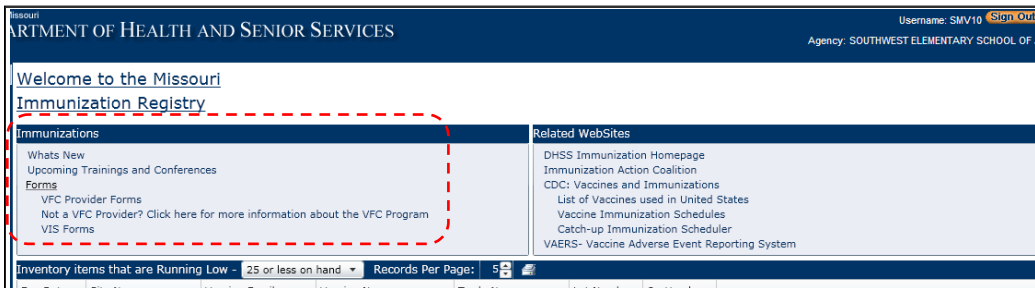 Missouri
ARTMENT OF HEALTH AND SENIOR SERVICES
Username: SMV10 Sign Out
Agency: SOUTHWEST ELEMENTARY SCHOOL OF
Welcome to the Missouri
Immunization Registry
Immunizations
Whats New
Upcoming Trainings and Conferences
Forms
VFC Provider Forms
Not a VFC Provider? Click here for more information about the VFC Program
VIS Forms
Related WebSites
DHSS Immunization Homepage
Immunization Action Coalition
CDC: Vaccines and Immunizations
List of Vaccines used in United States
Vaccine Immunization Schedules
Catch-up Immunization Scheduler
VAERS- Vaccine Adverse Event Reporting System
Inventory items that are Running Low - 25 or less on hand Records Per Page: 5